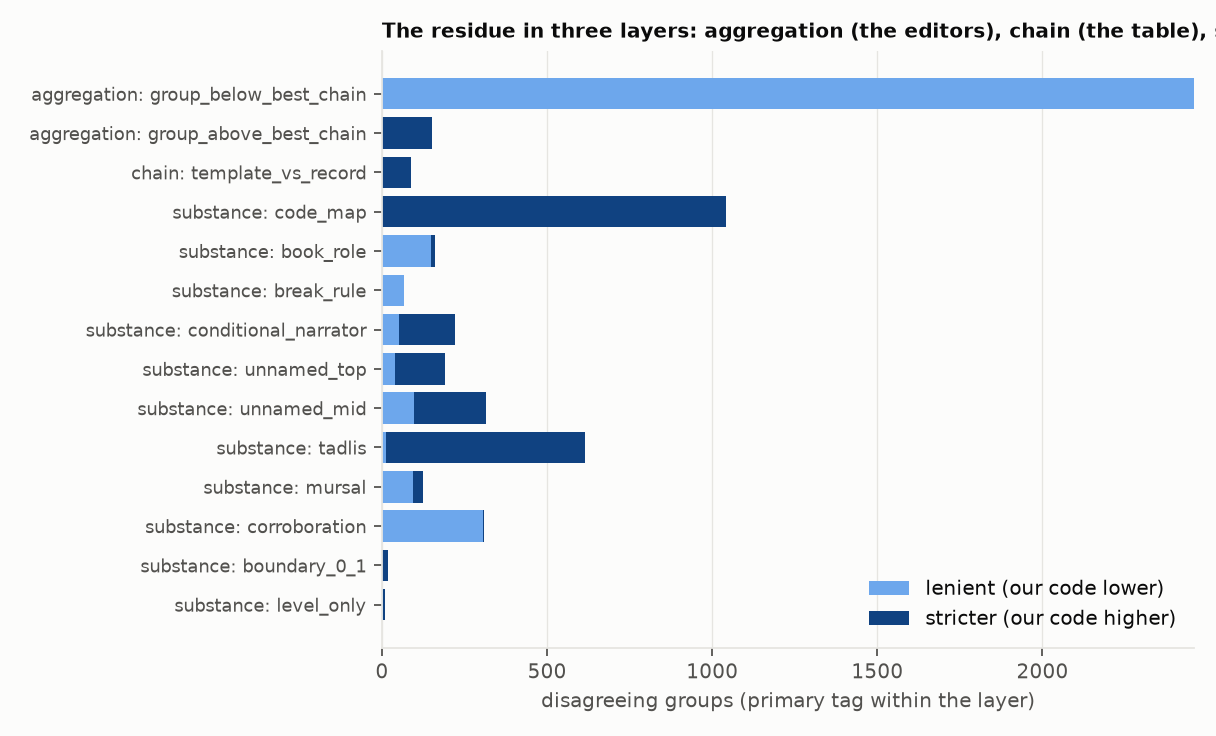 The residue in three layers: aggregation (the editors), chain (the table),
aggregation: group_below_best_chain
aggregation: group_above_best_chain
chain: template_vs_record
substance: code_map
substance: book_role
substance: break_rule
substance: conditional_narrator
substance: unnamed_top
substance: unnamed_mid
substance: tadlis
substance: mursal
substance: corroboration
substance: boundary_0_1
substance: level_only
lenient (our code lower)
stricter (our code higher)
0 500 1000 1500 2000
disagreeing groups (primary tag within the layer)